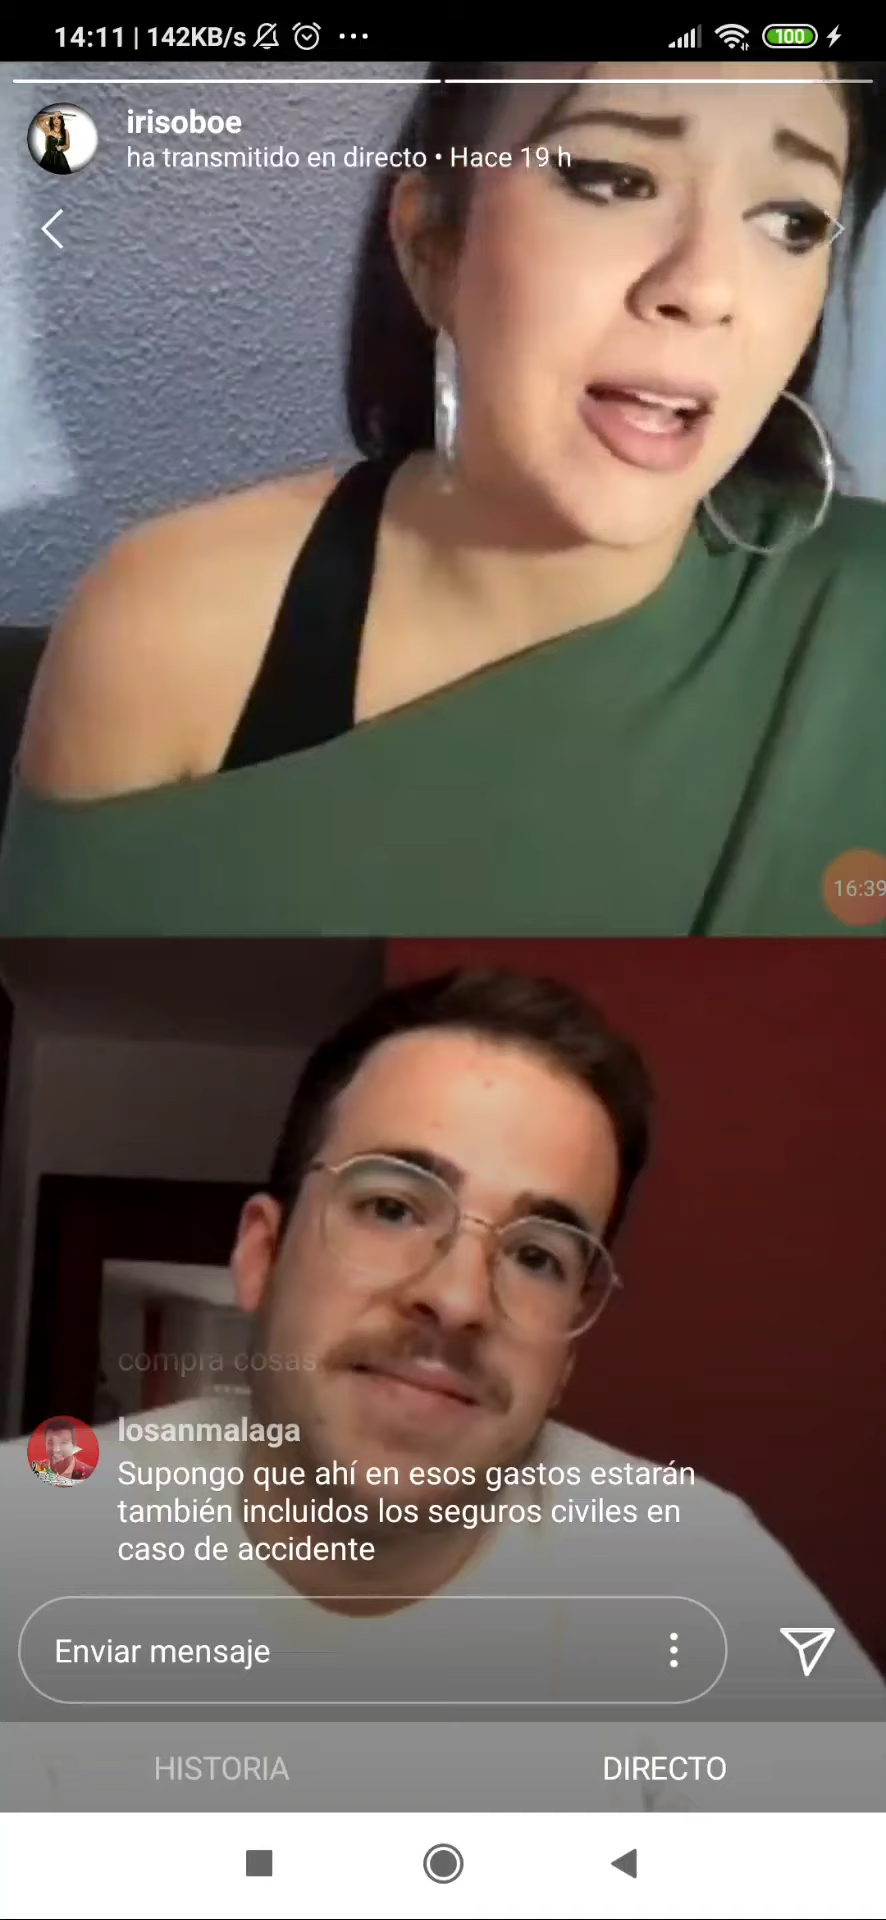 14:11 | 142KB/s
100
irisoboe
ha transmitido en directo • Hace 19 h
16:39
compra cosas
losanmalaga
Supongo que ahí en esos gastos estarán
también incluidos los seguros civiles en
caso de accidente
Enviar mensaje
HISTORIA
DIRECTO